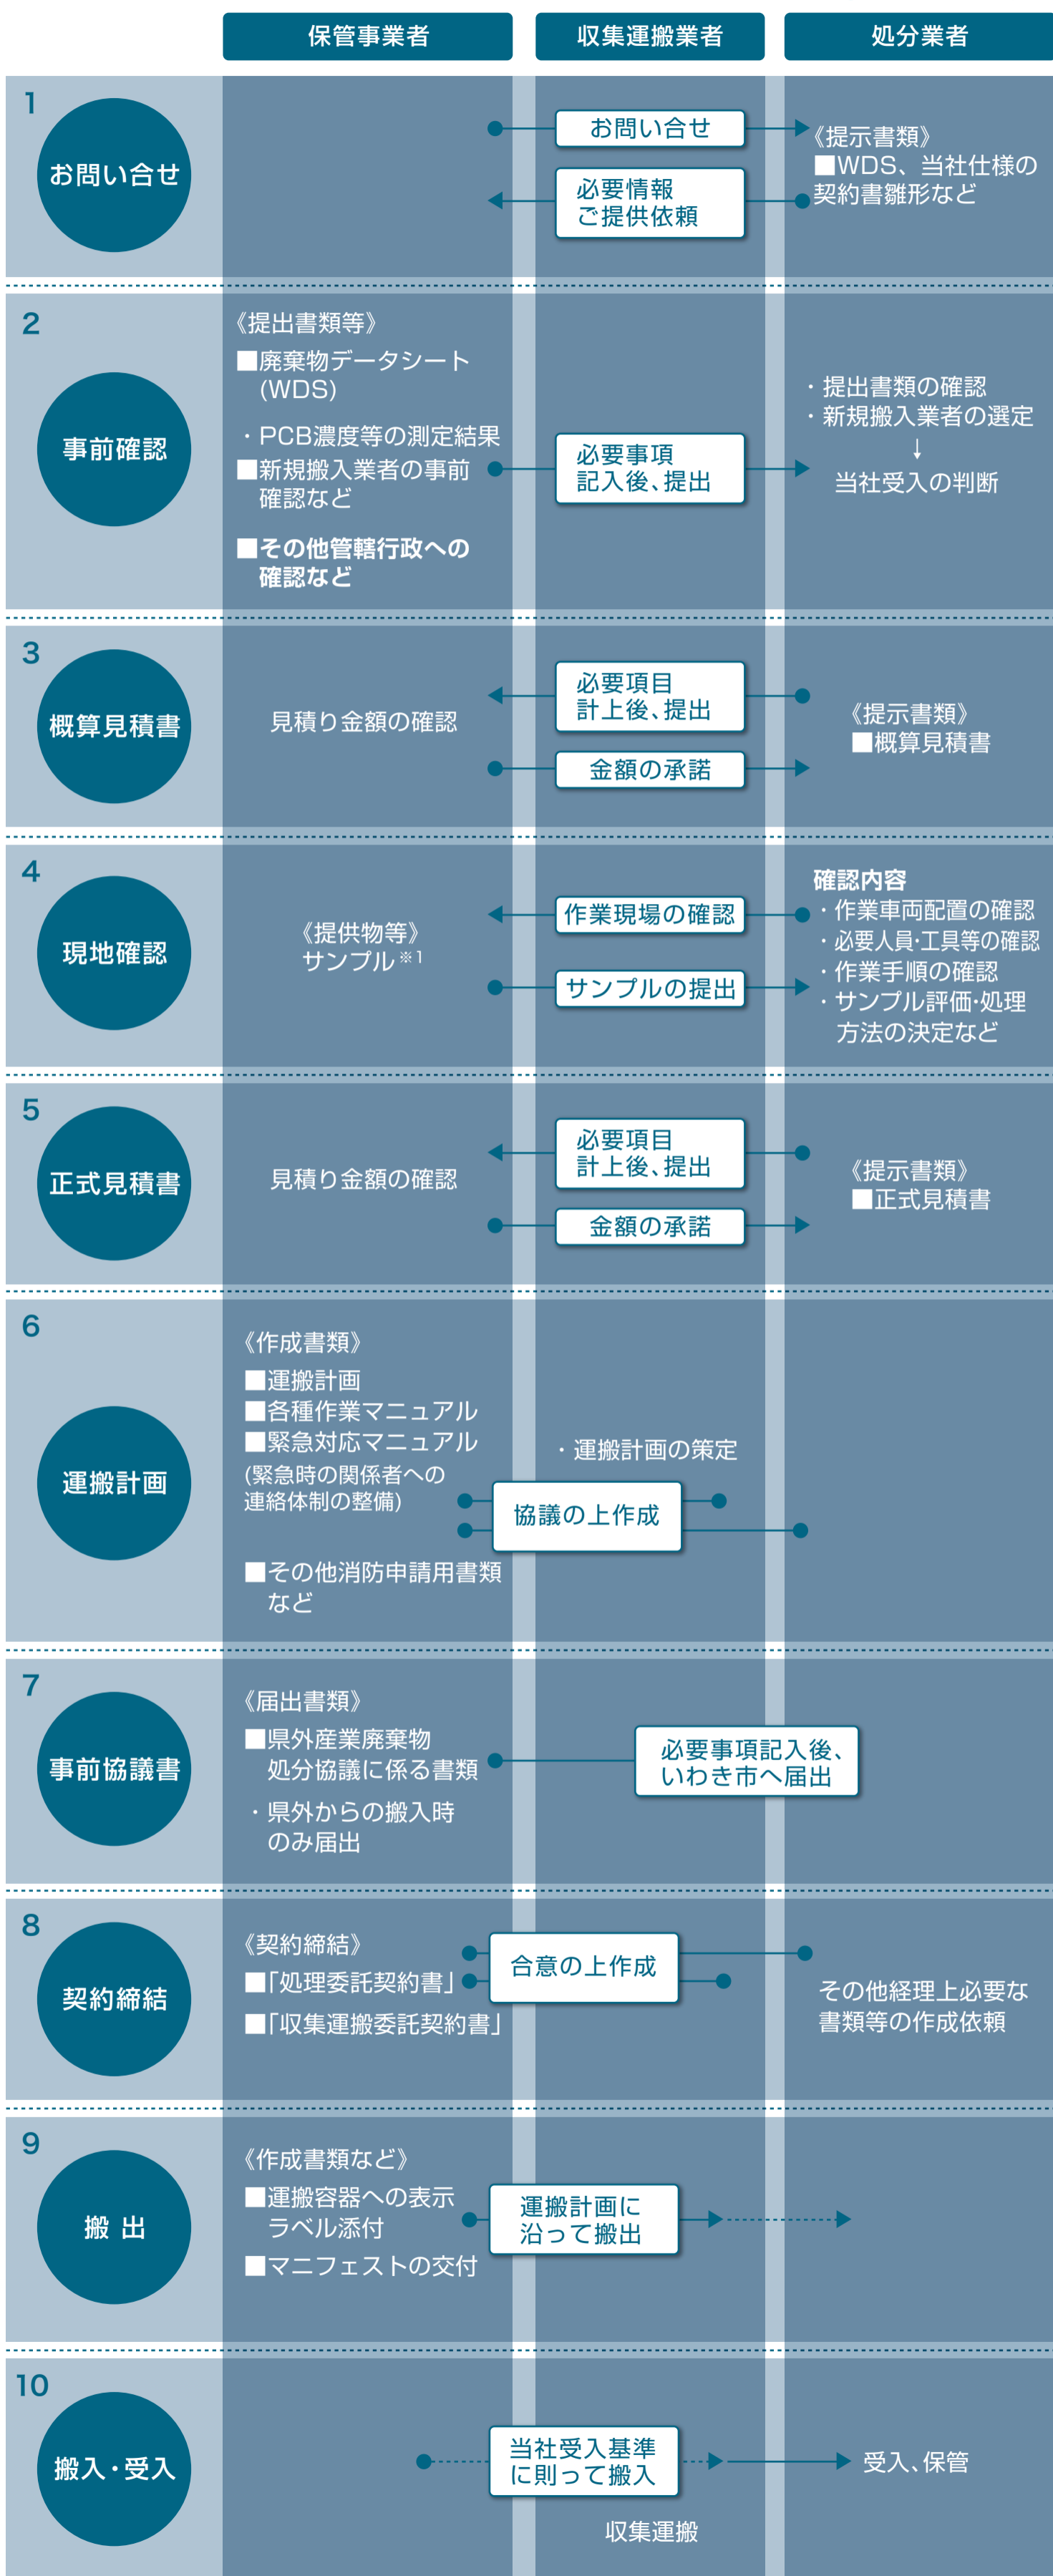 保管事業者
収集運搬業者
処分業者
1
お問い合せ
お問い合せ
必要情報
ご提供依頼
《提示書類》
■WDS、当社仕様の
契約書雛形など
2
事前確認
《提出書類等》
■廃棄物データシート
(WDS)
・PCB濃度等の測定結果
■新規搬入業者の事前
確認など
■その他管轄行政への
確認など
必要事項
記入後、提出
・提出書類の確認
・新規搬入業者の選定
↓
当社受入の判断
3
概算見積書
見積り金額の確認
必要項目
計上後、提出
金額の承諾
《提示書類》
■概算見積書
4
現地確認
《提供物等》
サンプル※1
作業現場の確認
サンプルの提出
確認内容
・作業車両配置の確認
・必要人員・工具等の確認
・作業手順の確認
・サンプル評価・処理
方法の決定など
5
正式見積書
見積り金額の確認
必要項目
計上後、提出
金額の承諾
《提示書類》
■正式見積書
6
運搬計画
《作成書類》
■運搬計画
■各種作業マニュアル
■緊急対応マニュアル
(緊急時の関係者への
連絡体制の整備)
■その他消防申請用書類
など
・運搬計画の策定
協議の上作成
7
事前協議書
《届出書類》
■県外産業廃棄物
処分協議に係る書類
・県外からの搬入時
のみ届出
必要事項記入後、
いわき市へ届出
8
契約締結
《契約締結》
■「処理委託契約書」
■「収集運搬委託契約書」
合意の上作成
その他経理上必要な
書類等の作成依頼
9
搬 出
《作成書類など》
■運搬容器への表示
ラベル添付
■マニフェストの交付
運搬計画に
沿って搬出
10
搬入・受入
当社受入基準
に則って搬入
収集運搬
受入、保管